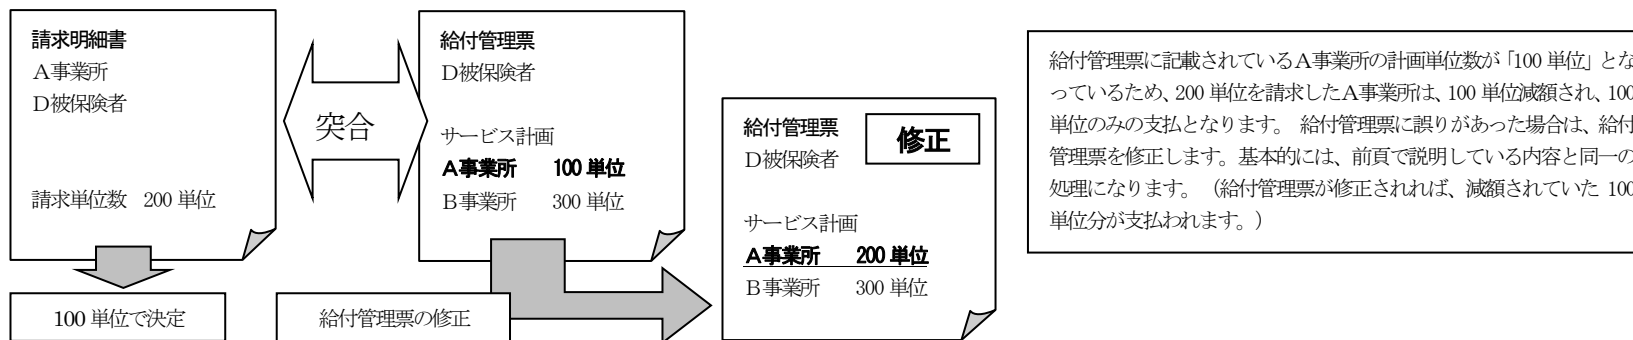 請求明細書
A事業所
D被保険者
請求単位数 200 単位
突合
給付管理票
D被保険者
サービス計画
A事業所 100 単位
B事業所 300 単位
100 単位で決定
給付管理票の修正
給付管理票
修正
D被保険者
サービス計画
A事業所 200 単位
B事業所 300 単位
給付管理票に記載されているA事業所の計画単位数が「100 単位」とな
っているため、200 単位を請求したA事業所は、100 単位減額され、100
単位のみの支払となります。 給付管理票に誤りがあった場合は、給付
管理票を修正します。基本的には、前頁で説明している内容と同一の
処理になります。 (給付管理票が修正されれば、減額されていた 100
単位分が支払われます。)